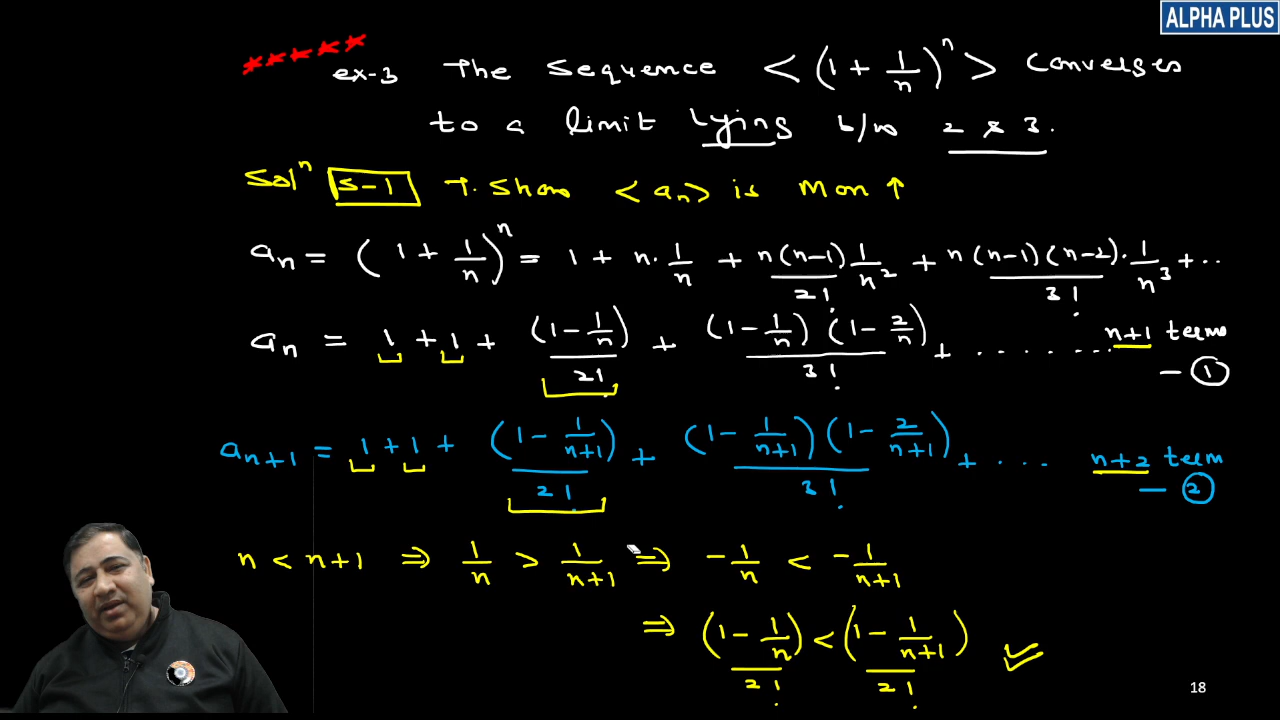 ALPHA PLUS
***** ex-3 The sequence <(1 + 1/n)^n> converges
to a limit lying b/w 2 & 3.
Sol^n S-1 T. Show <a_n> is Mon ↑
a_n = (1 + 1/n)^n = 1 + n · 1/n + n(n-1)/2! 1/n^2 + n(n-1)(n-2)/3! · 1/n^3 + ..
a_n = 1 + 1 + (1 - 1/n)/2! + (1 - 1/n)(1 - 2/n)/3! + ........ n+1 terms
- ①
a_n+1 = 1 + 1 + (1 - 1/n+1)/2! + (1 - 1/n+1)(1 - 2/n+1)/3! + ... n+2 term
- ②
n < n+1 ⇒ 1/n > 1/n+1 ⇒ -1/n < -1/n+1
⇒ (1 - 1/n)/2! < (1 - 1/n+1)/2!
18